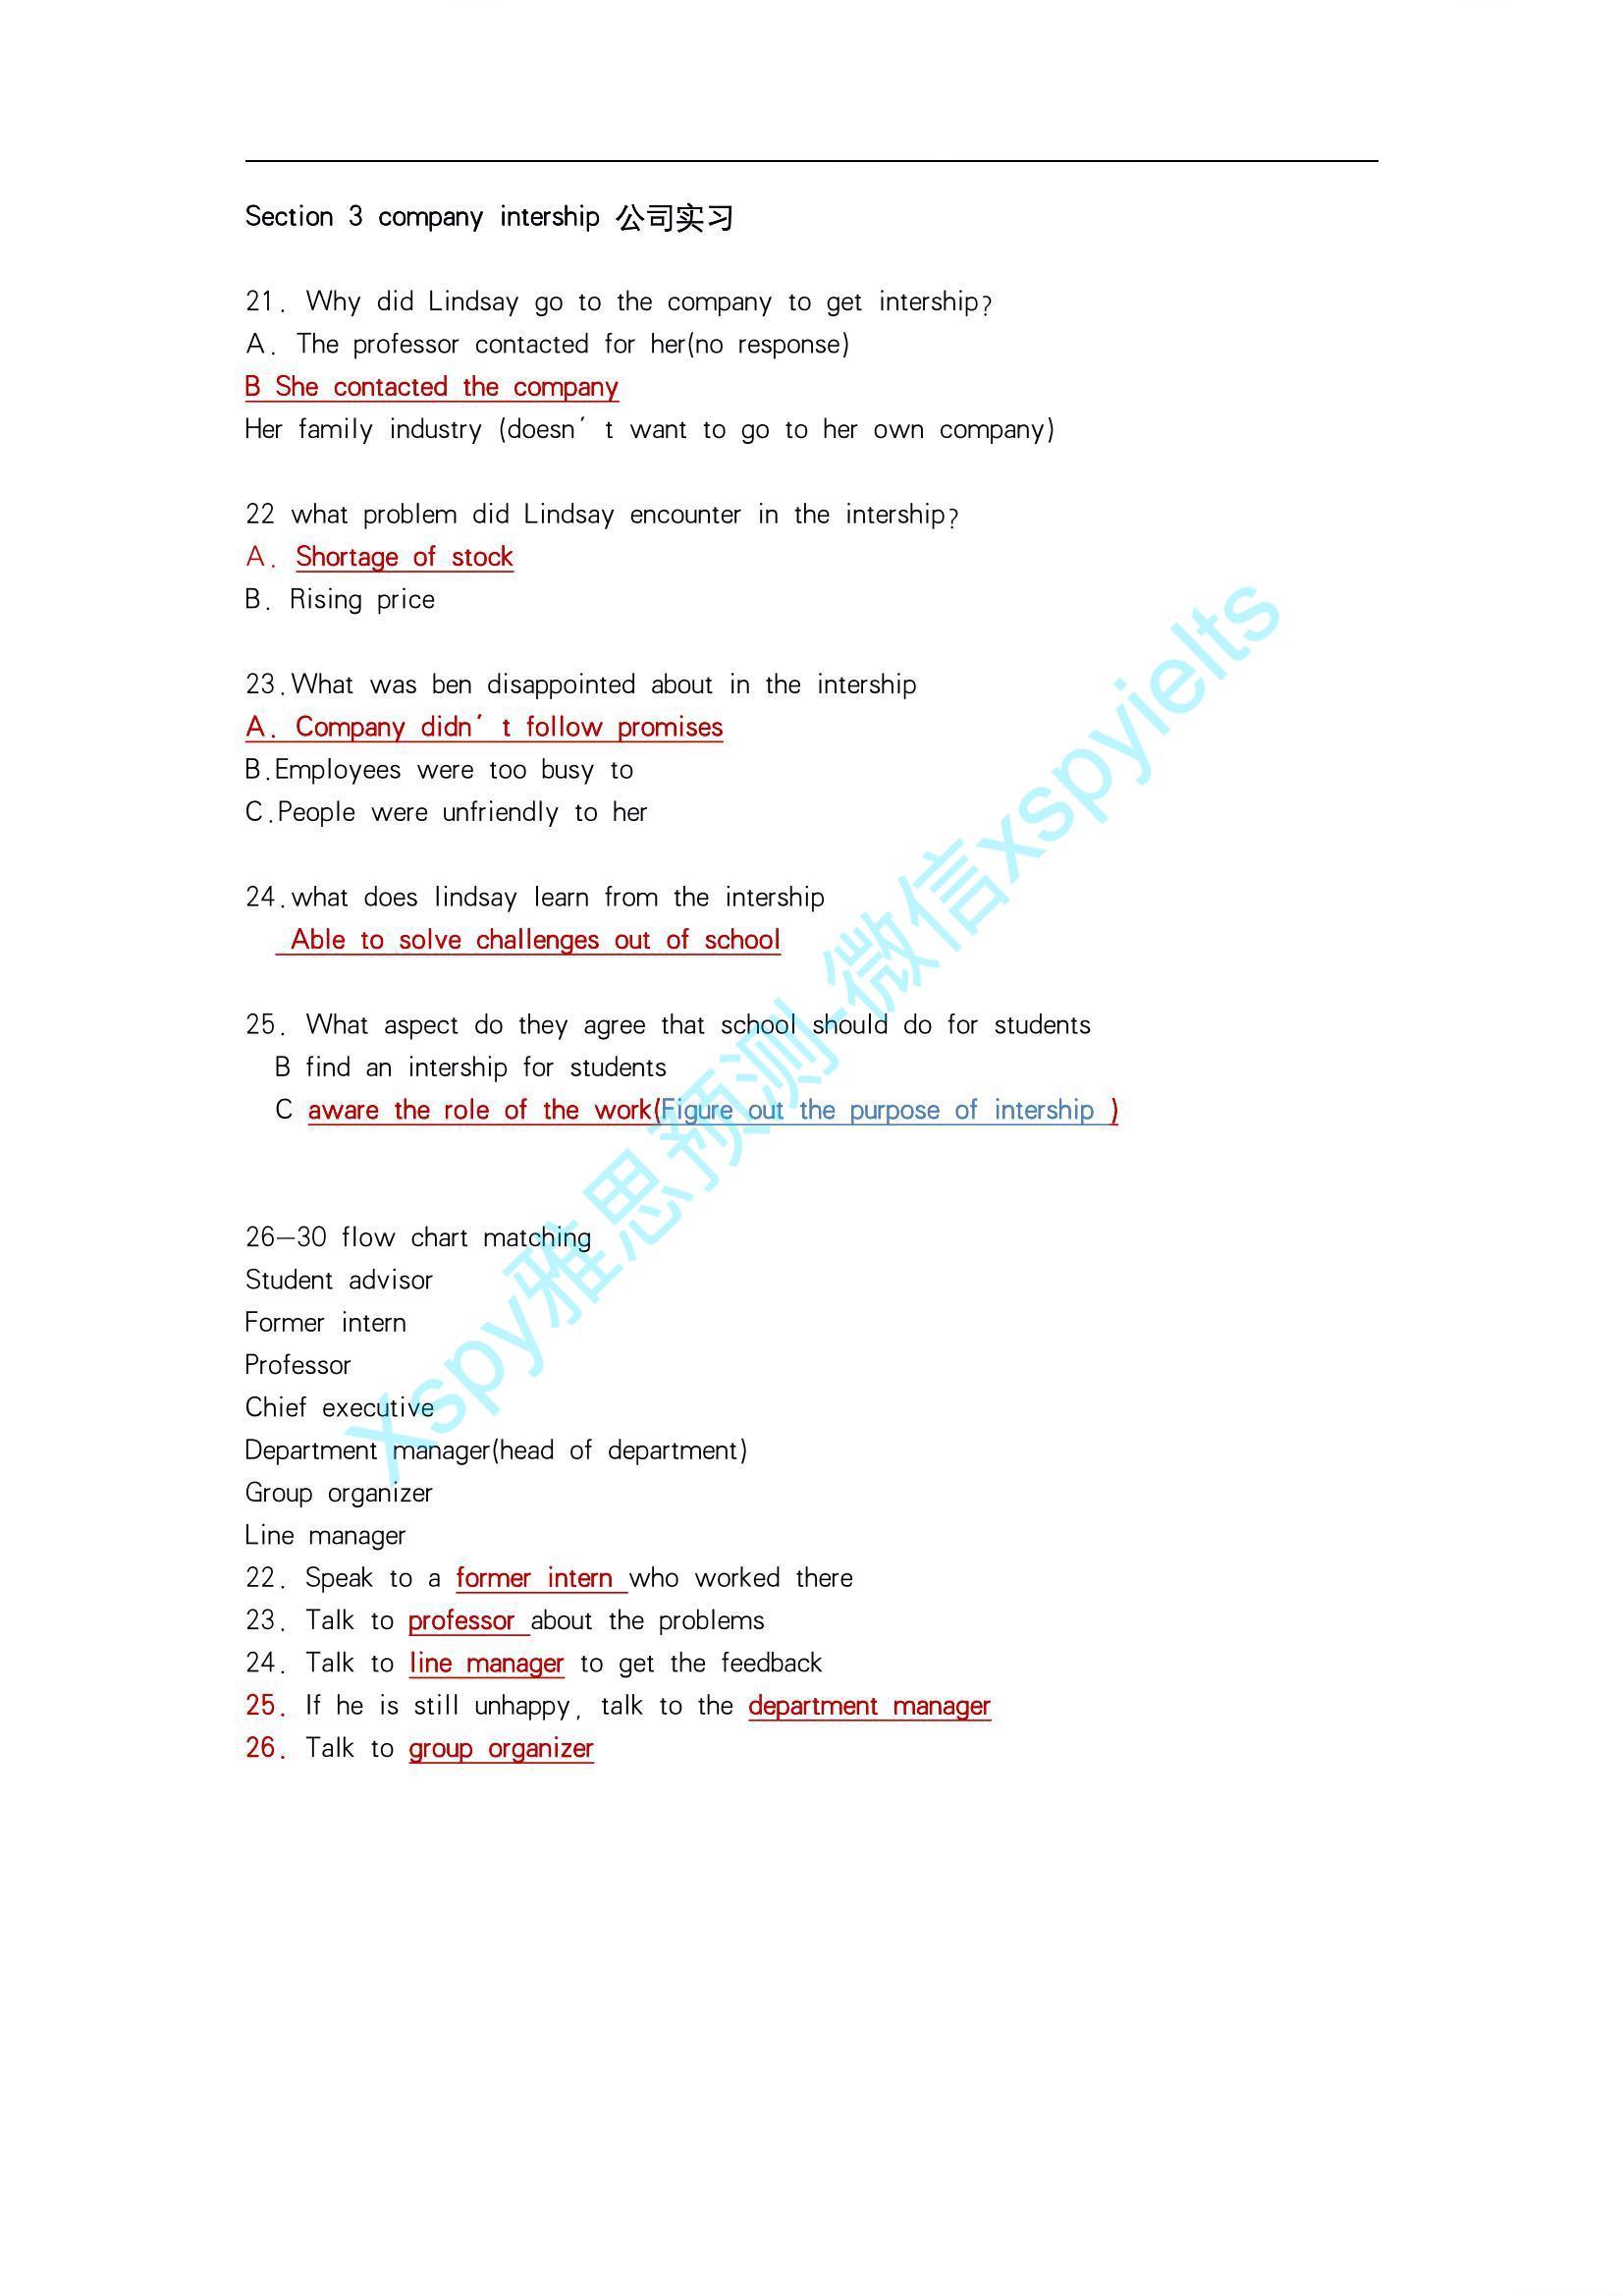 Section 3 company intership 公司实习
21. Why did Lindsay go to the company to get intership?
A. The professor contacted for her(no response)
B She contacted the company
Her family industry (doesn't want to go to her own company)
22 what problem did Lindsay encounter in the intership?
A. Shortage of stock
B. Rising price
23.What was ben disappointed about in the intership
A. Company didn't follow promises
B.Employees were too busy to
C.People were unfriendly to her
24.what does lindsay learn from the intership
Able to solve challenges out of school
25. What aspect do they agree that school should do for students
B find an intership for students
C aware the role of the work(Figure out the purpose of intership )
26-30 flow chart matching
Student advisor
Former intern
Professor
Chief executive
Department manager(head of department)
Group organizer
Line manager
22. Speak to a former intern who worked there
23. Talk to professor about the problems
24. Talk to line manager to get the feedback
25. If he is still unhappy, talk to the department manager
26. Talk to group organizer
Xspy雅思预测-微信xspyielts